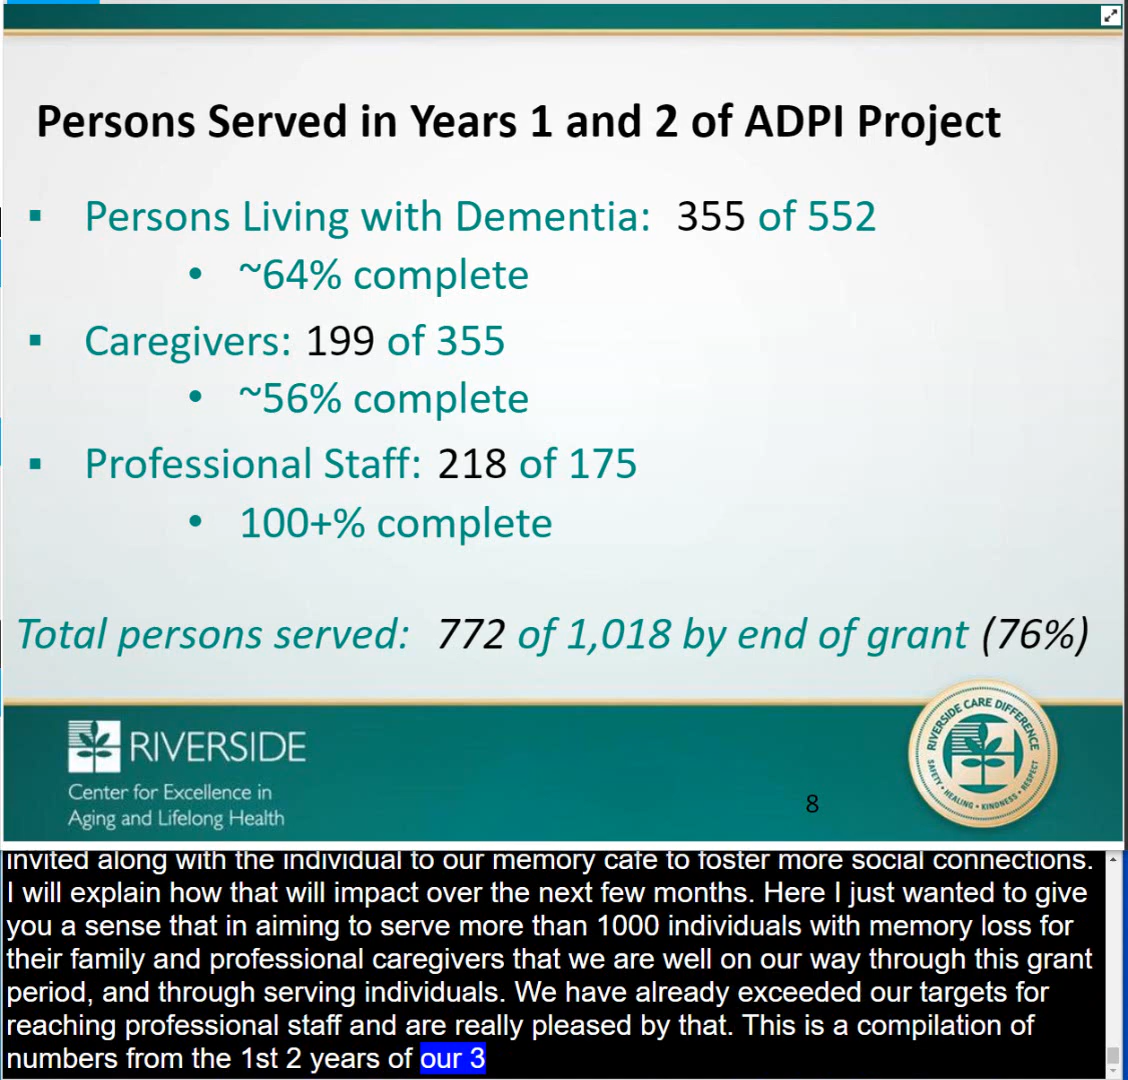 Persons Served in Years 1 and 2 of ADPI Project
▪ Persons Living with Dementia: 355 of 552
• ~64% complete
▪ Caregivers: 199 of 355
• ~56% complete
▪ Professional Staff: 218 of 175
• 100+% complete
Total persons served: 772 of 1,018 by end of grant (76%)
RIVERSIDE
Center for Excellence in
Aging and Lifelong Health
8
RIVERSIDE CARE DIFFERENCE
SAFETY • HEALING • KINDNESS • RESPECT
invited along with the individual to our memory cafe to foster more social connections.
I will explain how that will impact over the next few months. Here I just wanted to give
you a sense that in aiming to serve more than 1000 individuals with memory loss for
their family and professional caregivers that we are well on our way through this grant
period, and through serving individuals. We have already exceeded our targets for
reaching professional staff and are really pleased by that. This is a compilation of
numbers from the 1st 2 years of our 3